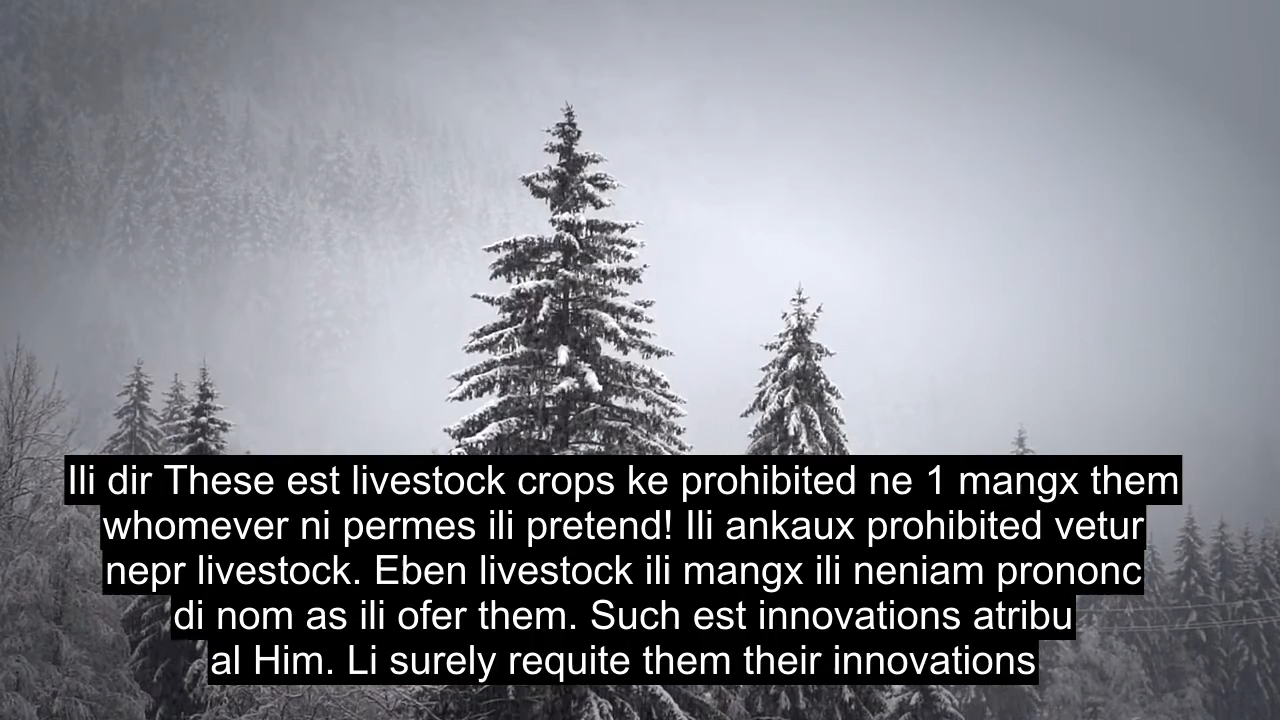 Ili dir These est livestock crops ke prohibited ne 1 mangx them
whomever ni permes ili pretend! Ili ankaux prohibited vetur
nepr livestock. Eben livestock ili mangx ili neniam prononc
di nom as ili ofer them. Such est innovations atribu
al Him. Li surely requite them their innovations